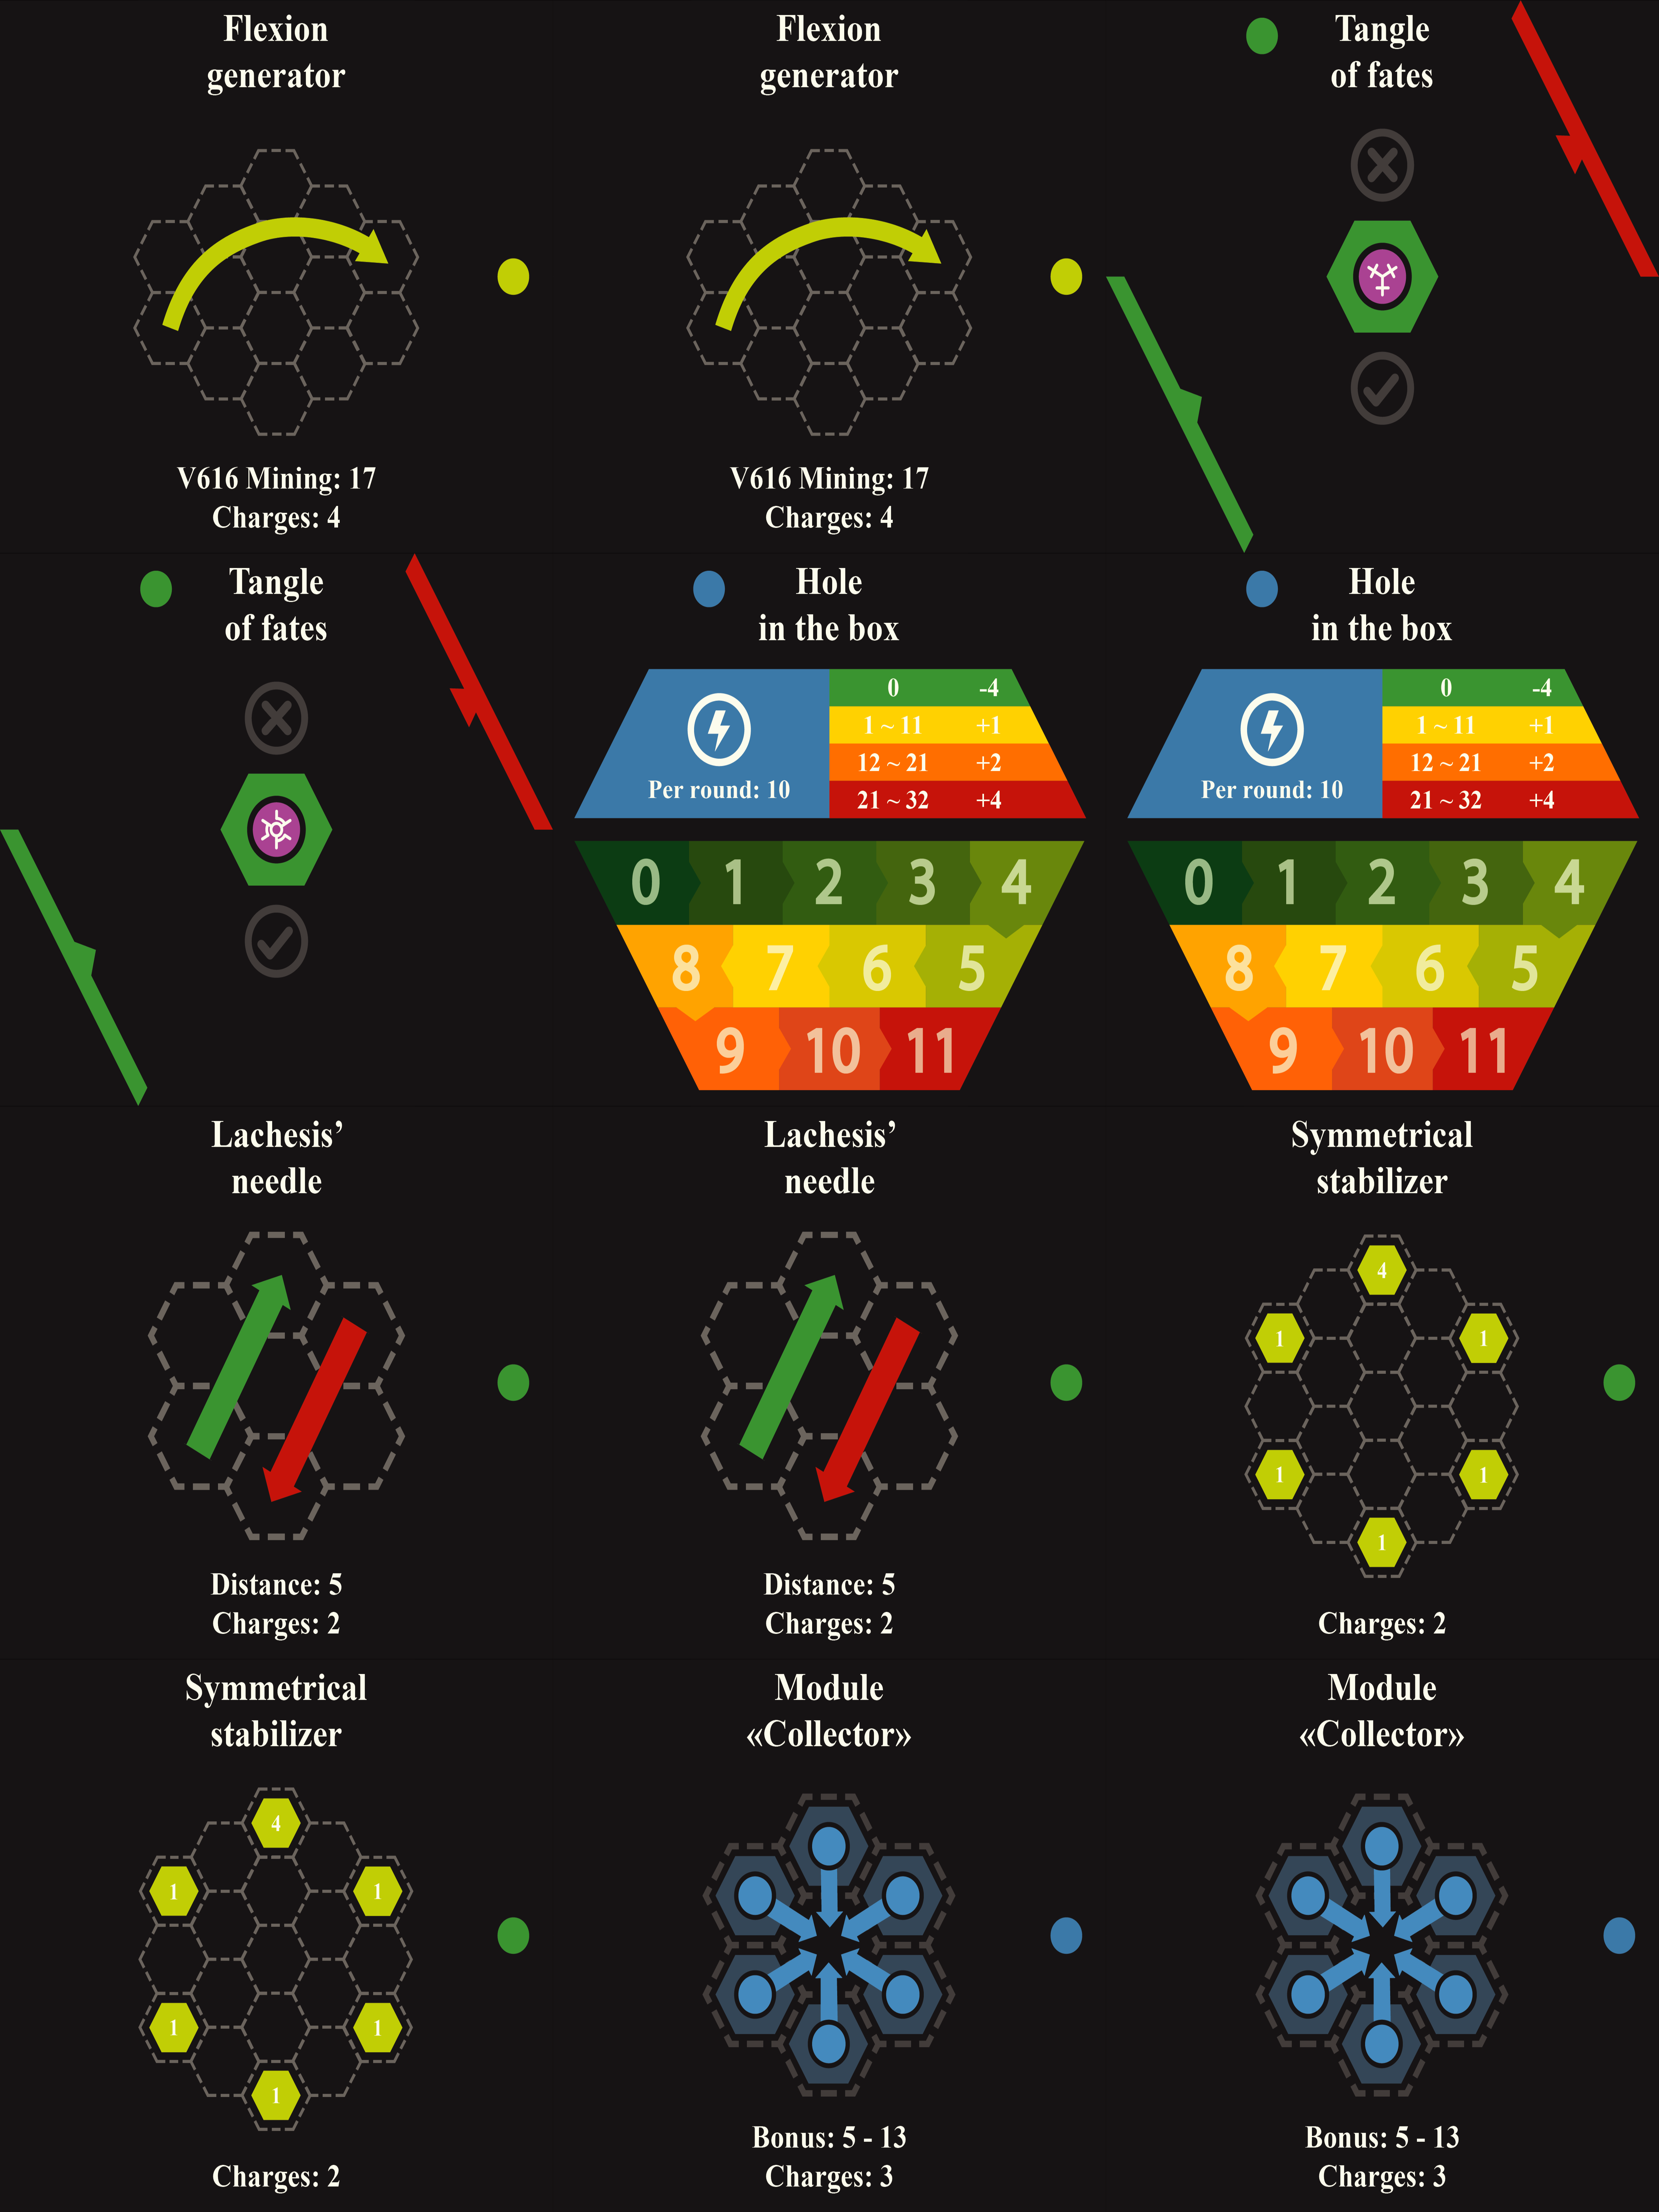 Flexion
generator
V616 Mining: 17
Charges: 4
Flexion
generator
V616 Mining: 17
Charges: 4
Tangle
of fates
Tangle
of fates
Hole
in the box
Per round: 10
0 -4
1 ~ 11 +1
12 ~ 21 +2
21 ~ 32 +4
0 1 2 3 4
8 7 6 5
9 10 11
Hole
in the box
Per round: 10
0 -4
1 ~ 11 +1
12 ~ 21 +2
21 ~ 32 +4
0 1 2 3 4
8 7 6 5
9 10 11
Lachesis’
needle
Distance: 5
Charges: 2
Lachesis’
needle
Distance: 5
Charges: 2
Symmetrical
stabilizer
4
1 1
1 1
1
Charges: 2
Symmetrical
stabilizer
4
1 1
1 1
1
Charges: 2
Module
«Collector»
Bonus: 5 - 13
Charges: 3
Module
«Collector»
Bonus: 5 - 13
Charges: 3